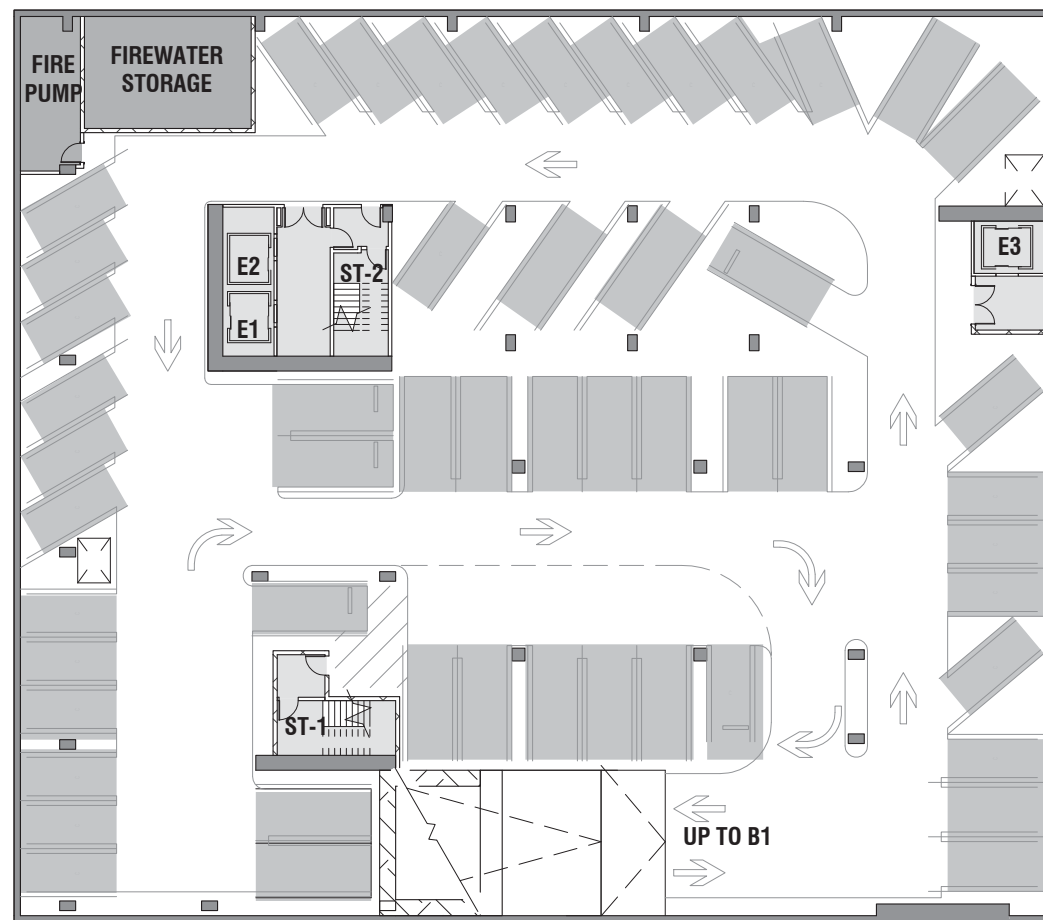 FIRE
PUMP
FIREWATER
STORAGE
E2
ST-2
E3
E1
ST-1
UP TO B1